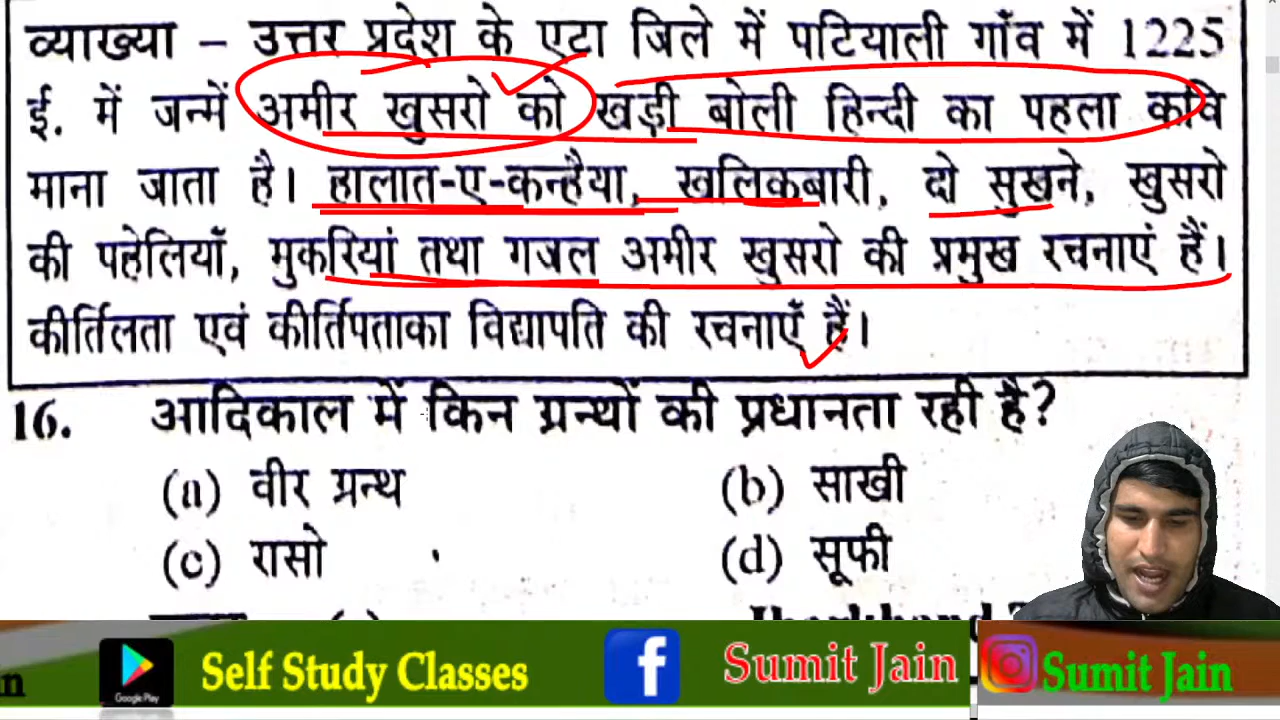 व्याख्या – उत्तर प्रदेश के एटा जिले में पटियाली गाँव में 1225
ई. में जन्में अमीर खुसरो को खड़ी बोली हिन्दी का पहला कवि
माना जाता है। हालात-ए-कन्हैया, खलिकबारी, दो सुखने, खुसरो
की पहेलियाँ, मुकरियां तथा गजल अमीर खुसरो की प्रमुख रचनाएं हैं।
कीर्तिलता एवं कीर्तिपताका विद्यापति की रचनाएँ हैं।
16. आदिकाल में किन ग्रन्थों की प्रधानता रही है?
(a) वीर ग्रन्थ (b) साखी
(c) रासो (d) सूफी
Google Play Self Study Classes f Sumit Jain Sumit Jain